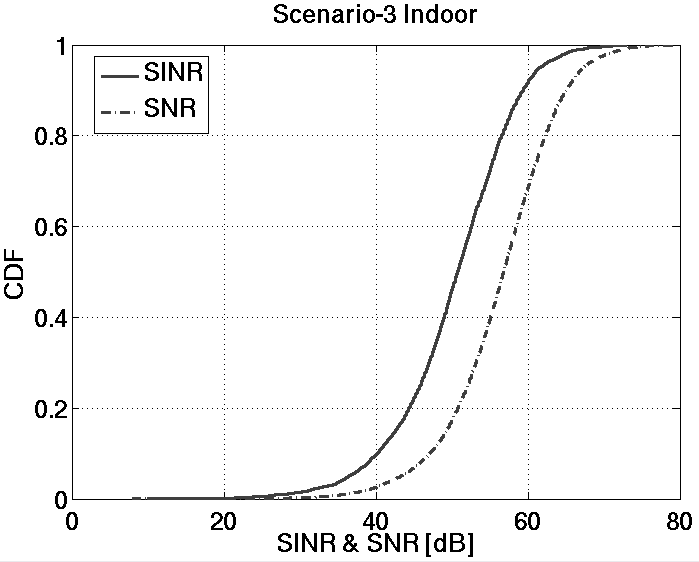 Scenario-3 Indoor
1
SINR
SNR
0.8
0.6
CDF
0.4
0.2
0
0 20 40 60 80
SINR & SNR [dB]